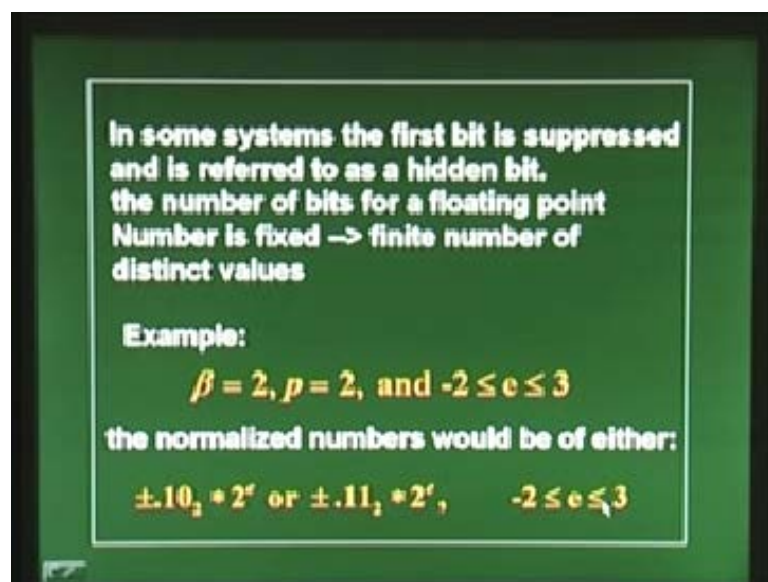 In some systems the first bit is suppressed
and is referred to as a hidden bit.
the number of bits for a floating point
Number is fixed --> finite number of
distinct values
Example:
β = 2, p = 2, and -2 ≤ e ≤ 3
the normalized numbers would be of either:
±.10₂ * 2ᵉ or ±.11₂ * 2ᵉ, -2 ≤ e ≤ 3